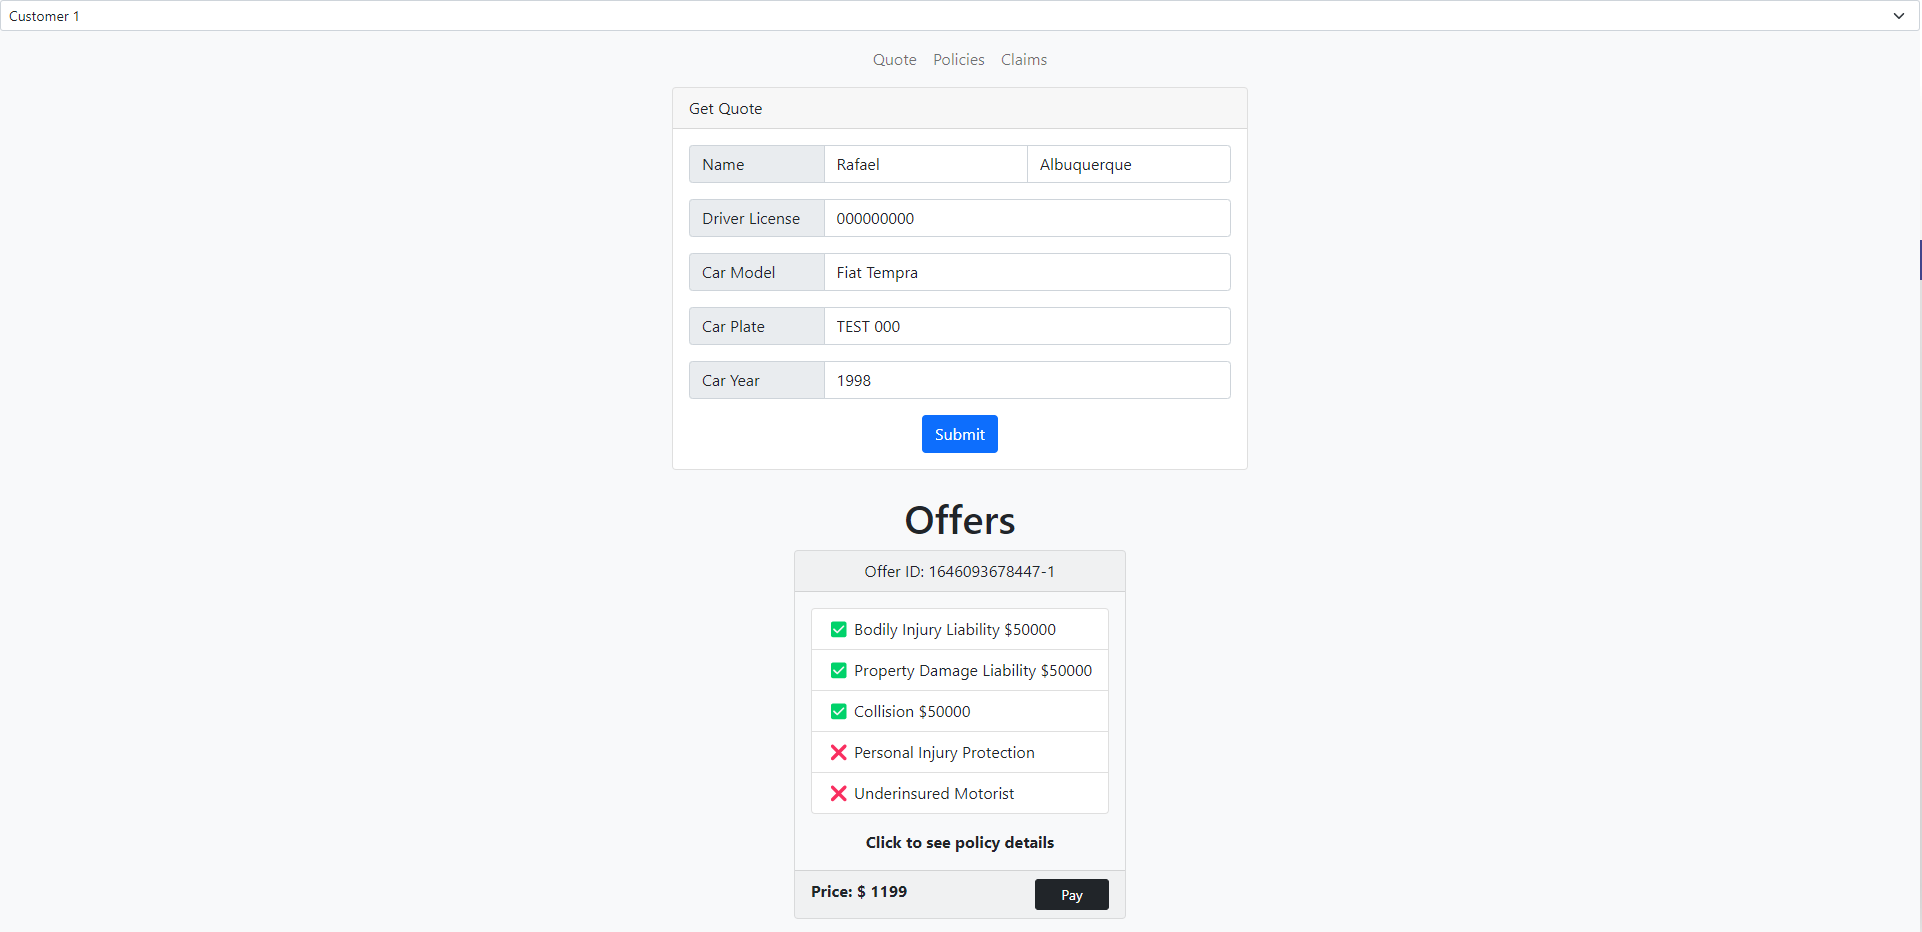 Customer 1
Quote Policies Claims
Get Quote
Name Rafael Albuquerque
Driver License 000000000
Car Model Fiat Tempra
Car Plate TEST 000
Car Year 1998
Submit
Offers
Offer ID: 1646093678447-1
Bodily Injury Liability $50000
Property Damage Liability $50000
Collision $50000
Personal Injury Protection
Underinsured Motorist
Click to see policy details
Price: $ 1199 Pay